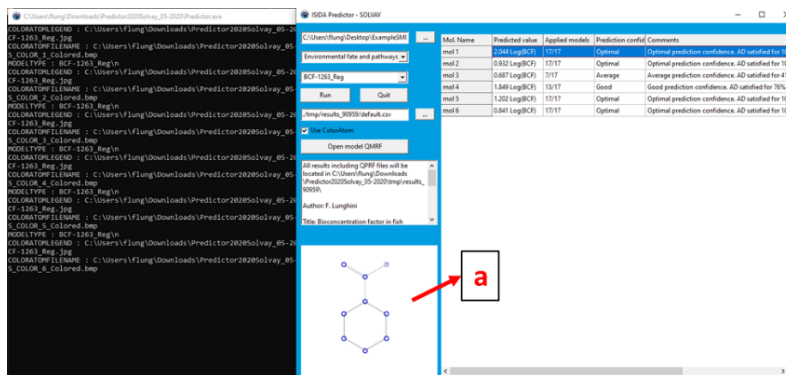 C:\Users\flung\Downloads\Predictor2020Solvay_05-2020\Predictor.exe
COLORATOMLEGEND : C:\Users\flung\Downloads\Predictor2020Solvay_05-20
CF-1263_Reg.jpg
COLORATOMFILENAME : C:\Users\flung\Downloads\Predictor2020Solvay_05-
S_COLOR_1_Colored.bmp
MODELTYPE : BCF-1263_Reg\n
COLORATOMLEGEND : C:\Users\flung\Downloads\Predictor2020Solvay_05-20
CF-1263_Reg.jpg
COLORATOMFILENAME : C:\Users\flung\Downloads\Predictor2020Solvay_05-
S_COLOR_2_Colored.bmp
MODELTYPE : BCF-1263_Reg\n
COLORATOMLEGEND : C:\Users\flung\Downloads\Predictor2020Solvay_05-20
CF-1263_Reg.jpg
COLORATOMFILENAME : C:\Users\flung\Downloads\Predictor2020Solvay_05-
S_COLOR_3_Colored.bmp
MODELTYPE : BCF-1263_Reg\n
COLORATOMLEGEND : C:\Users\flung\Downloads\Predictor2020Solvay_05-20
CF-1263_Reg.jpg
COLORATOMFILENAME : C:\Users\flung\Downloads\Predictor2020Solvay_05-
S_COLOR_4_Colored.bmp
MODELTYPE : BCF-1263_Reg\n
COLORATOMLEGEND : C:\Users\flung\Downloads\Predictor2020Solvay_05-20
CF-1263_Reg.jpg
COLORATOMFILENAME : C:\Users\flung\Downloads\Predictor2020Solvay_05-
S_COLOR_5_Colored.bmp
MODELTYPE : BCF-1263_Reg\n
COLORATOMLEGEND : C:\Users\flung\Downloads\Predictor2020Solvay_05-20
CF-1263_Reg.jpg
COLORATOMFILENAME : C:\Users\flung\Downloads\Predictor2020Solvay_05-
S_COLOR_6_Colored.bmp
ISIDA Predictor - SOLVAY
C:\Users\flung\Desktop\ExampleSMI ...
Environmental fate and pathways
BCF-1263_Reg
Run Quit
./tmp/results_90959/default.csv ...
Use ColorAtom
Open model QMRF
All results including QPRF files will be
located in C:\Users\flung\Downloads
\Predictor2020Solvay_05-2020\tmp\results_
90959\
Author: F. Lunghini
Title: Bioconcentration factor in fish
a
Mol. Name Predicted value Applied models Prediction confid Comments
mol 1 2.044 Log(BCF) 17/17 Optimal Optimal prediction confidence. AD satisfied for 10
mol 2 0.932 Log(BCF) 17/17 Optimal Optimal prediction confidence. AD satisfied for 10
mol 3 0.687 Log(BCF) 7/17 Average Average prediction confidence. AD satisfied for 41
mol 4 1.849 Log(BCF) 13/17 Good Good prediction confidence. AD satisfied for 76%
mol 5 1.202 Log(BCF) 17/17 Optimal Optimal prediction confidence. AD satisfied for 10
mol 6 0.841 Log(BCF) 17/17 Optimal Optimal prediction confidence. AD satisfied for 10